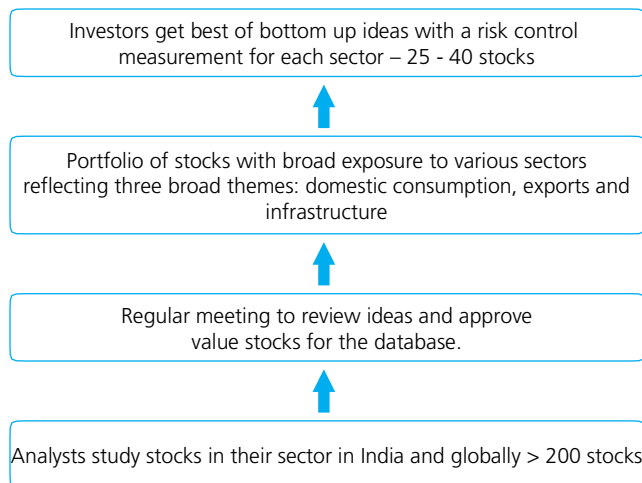 Investors get best of bottom up ideas with a risk control
measurement for each sector – 25 - 40 stocks
Portfolio of stocks with broad exposure to various sectors
reflecting three broad themes: domestic consumption, exports and
infrastructure
Regular meeting to review ideas and approve
value stocks for the database.
Analysts study stocks in their sector in India and globally > 200 stocks